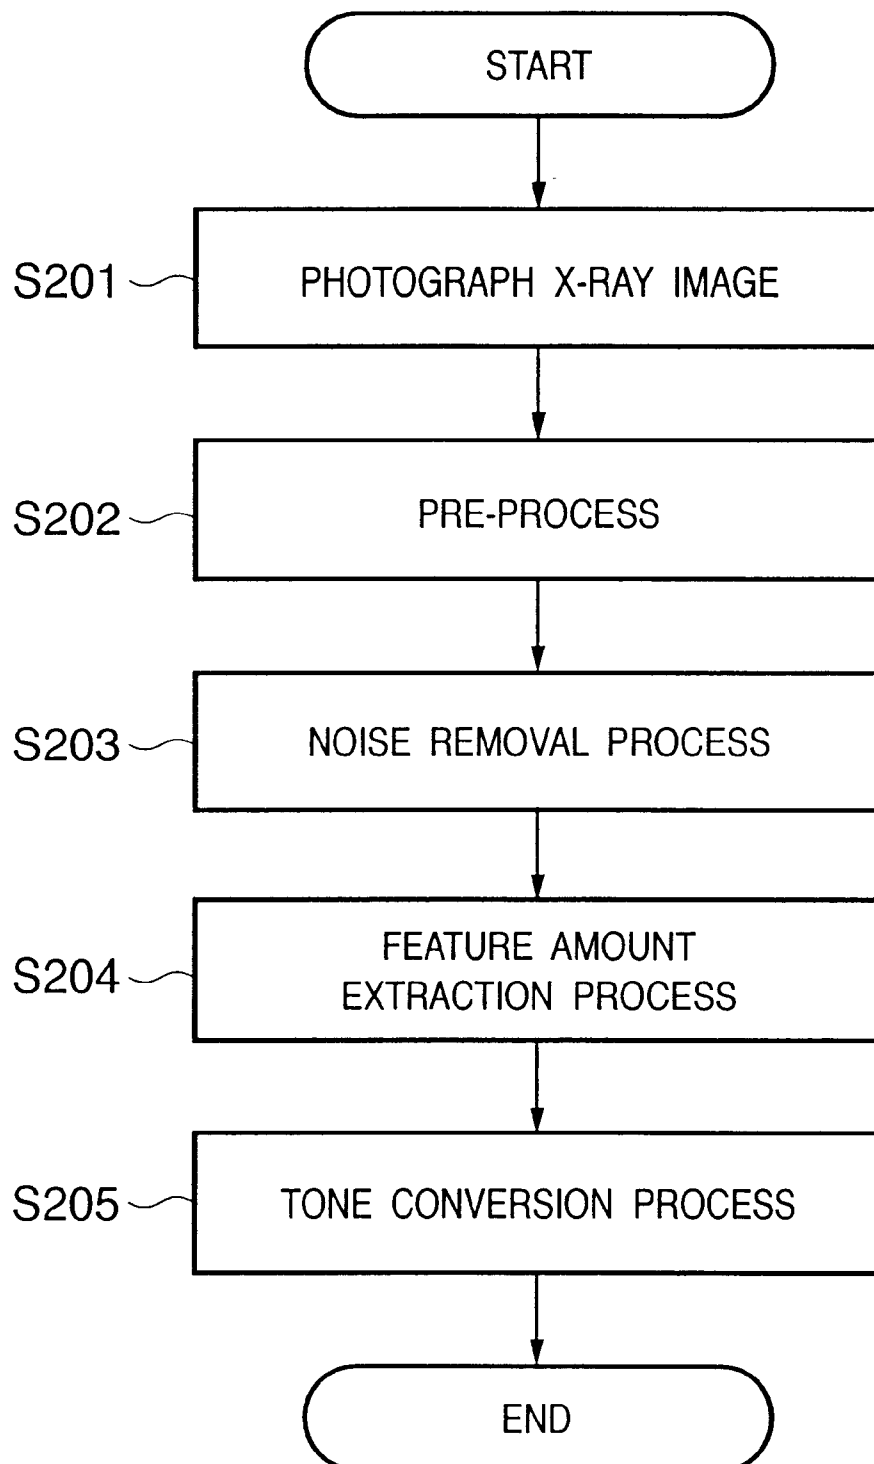 START
S201 PHOTOGRAPH X-RAY IMAGE
S202 PRE-PROCESS
S203 NOISE REMOVAL PROCESS
S204 FEATURE AMOUNT
EXTRACTION PROCESS
S205 TONE CONVERSION PROCESS
END